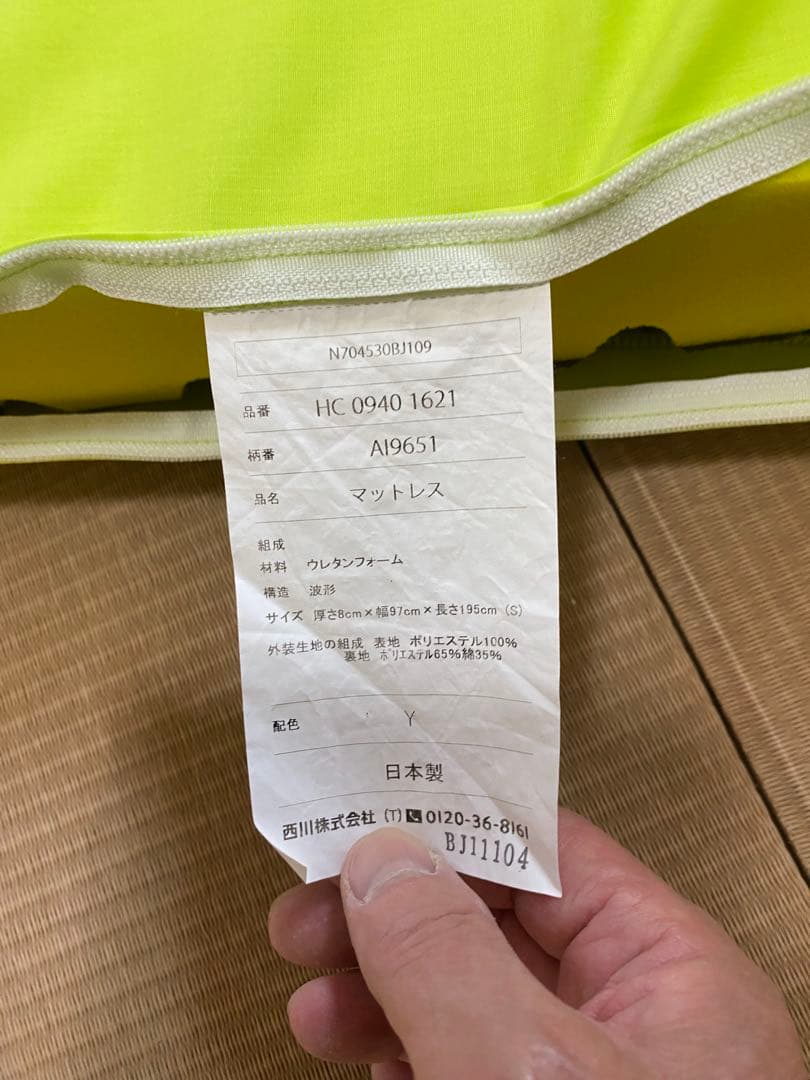 N704530BJ109
品番 HC 0940 1621
柄番 AI9651
品名 マットレス
組成
材料 ウレタンフォーム
構造 波形
サイズ 厚さ8cm×幅97cm×長さ195cm (S)
外装生地の組成 表地 ポリエステル100%
裏地 ポリエステル65%綿35%
配色 Y
日本製
西川株式会社 (T) 0120-36-8161
BJ11104